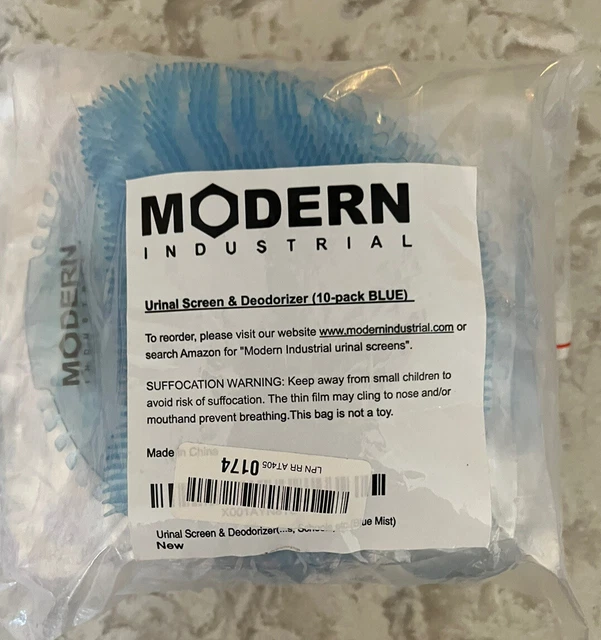 MODERN
INDUSTRIAL
Urinal Screen & Deodorizer (10-pack BLUE)
To reorder, please visit our website www.modernindustrial.com or
search Amazon for "Modern Industrial urinal screens".
SUFFOCATION WARNING: Keep away from small children to
avoid risk of suffocation. The thin film may cling to nose and/or
mouthand prevent breathing.This bag is not a toy.
Made in China
LPN RR AT405 0174
Urinal Screen & Deodorizer(...s, Mist)
New
MODERN
INDUSTRIAL